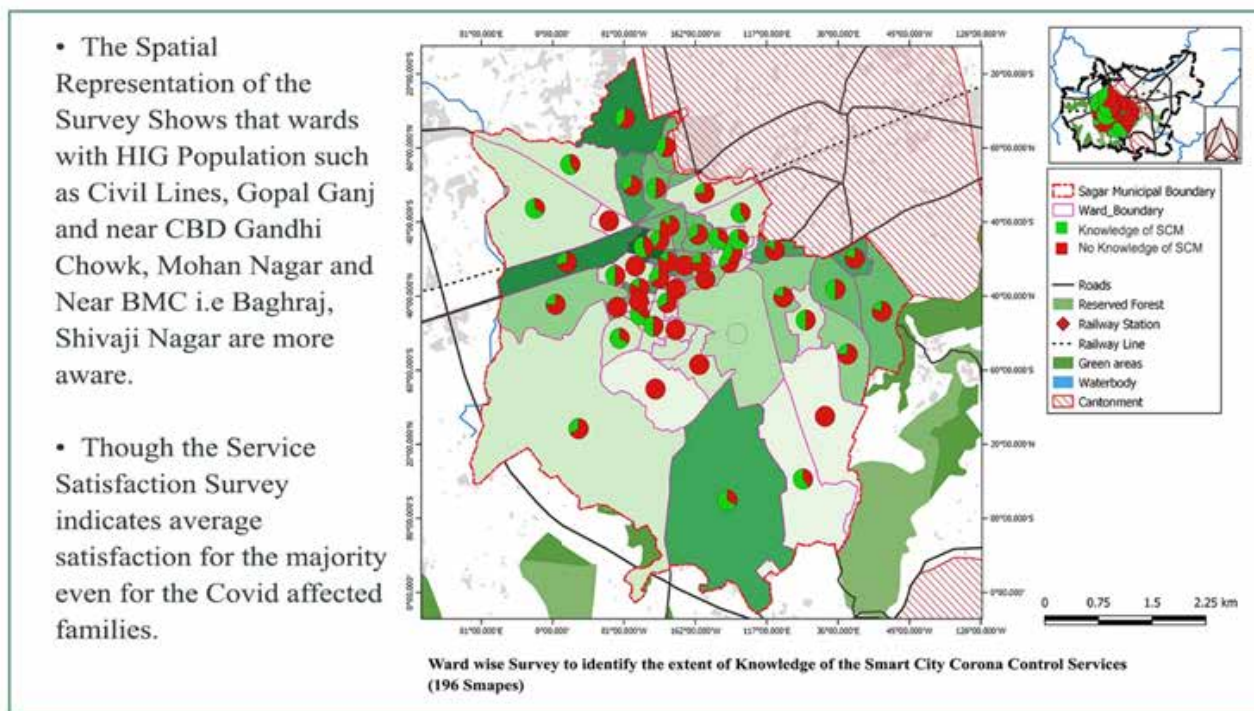 • The Spatial
Representation of the
Survey Shows that wards
with HIG Population such
as Civil Lines, Gopal Ganj
and near CBD Gandhi
Chowk, Mohan Nagar and
Near BMC i.e Baghraj,
Shivaji Nagar are more
aware.
• Though the Service
Satisfaction Survey
indicates average
satisfaction for the majority
even for the Covid affected
families.
Sagar Municipal Boundary
Ward_Boundary
Knowledge of SCM
No Knowledge of SCM
Roads
Reserved Forest
Railway Station
Railway Line
Green areas
Waterbody
Cantonment
0 0.75 1.5 2.25 km
Ward wise Survey to identify the extent of Knowledge of the Smart City Corona Control Services
(196 Smapes)